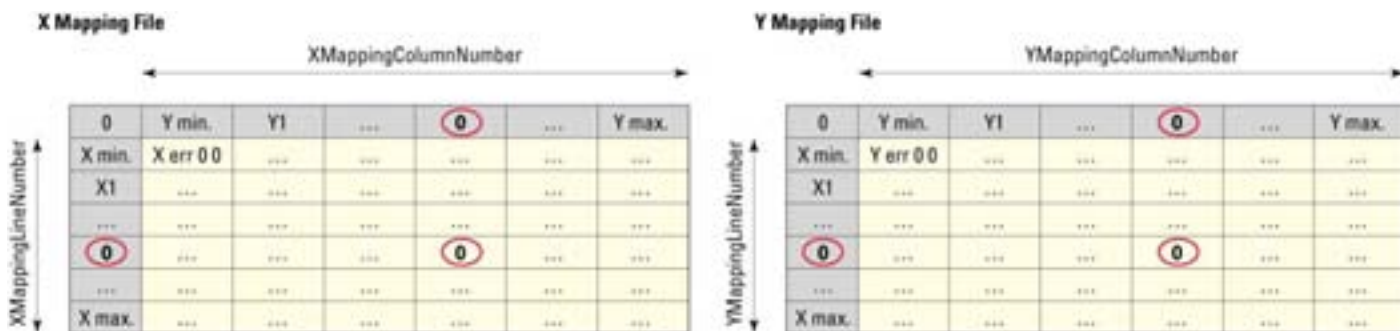 X Mapping File
XMappingColumnNumber
XMappingLineNumber
0 Y min. Y1 ... 0 ... Y max.
X min. X err 0 0 ... ... ... ... ...
X1 ... ... ... ... ... ...
... ... ... ... ... ... ...
0 ... ... ... 0 ... ...
... ... ... ... ... ... ...
X max. ... ... ... ... ... ...
Y Mapping File
YMappingColumnNumber
YMappingLineNumber
0 Y min. Y1 ... 0 ... Y max.
X min. Y err 0 0 ... ... ... ... ...
X1 ... ... ... ... ... ...
... ... ... ... ... ... ...
0 ... ... ... 0 ... ...
... ... ... ... ... ... ...
X max. ... ... ... ... ... ...